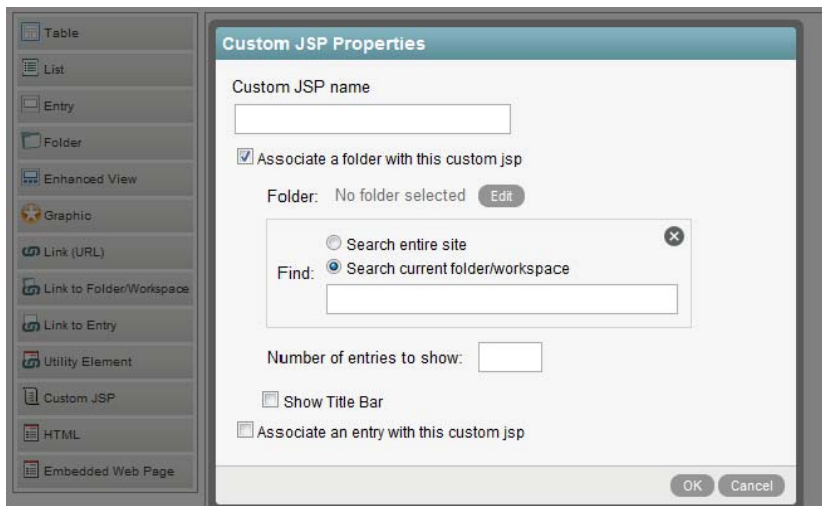 Table
List
Entry
Folder
Enhanced View
Graphic
Link (URL)
Link to Folder/Workspace
Link to Entry
Utility Element
Custom JSP
HTML
Embedded Web Page
Custom JSP Properties
Custom JSP name
Associate a folder with this custom jsp
Folder: No folder selected Edit
Search entire site
Find: Search current folder/workspace
Number of entries to show:
Show Title Bar
Associate an entry with this custom jsp
OK Cancel